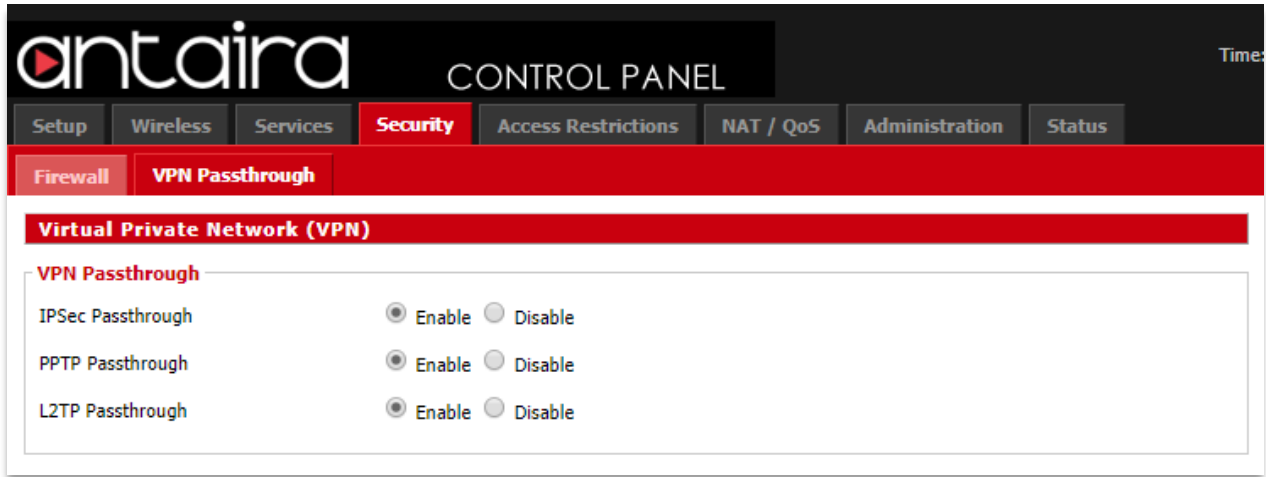 antaira CONTROL PANEL
Time:
Setup Wireless Services Security Access Restrictions NAT / QoS Administration Status
Firewall VPN Passthrough
Virtual Private Network (VPN)
VPN Passthrough
IPSec Passthrough Enable Disable
PPTP Passthrough Enable Disable
L2TP Passthrough Enable Disable